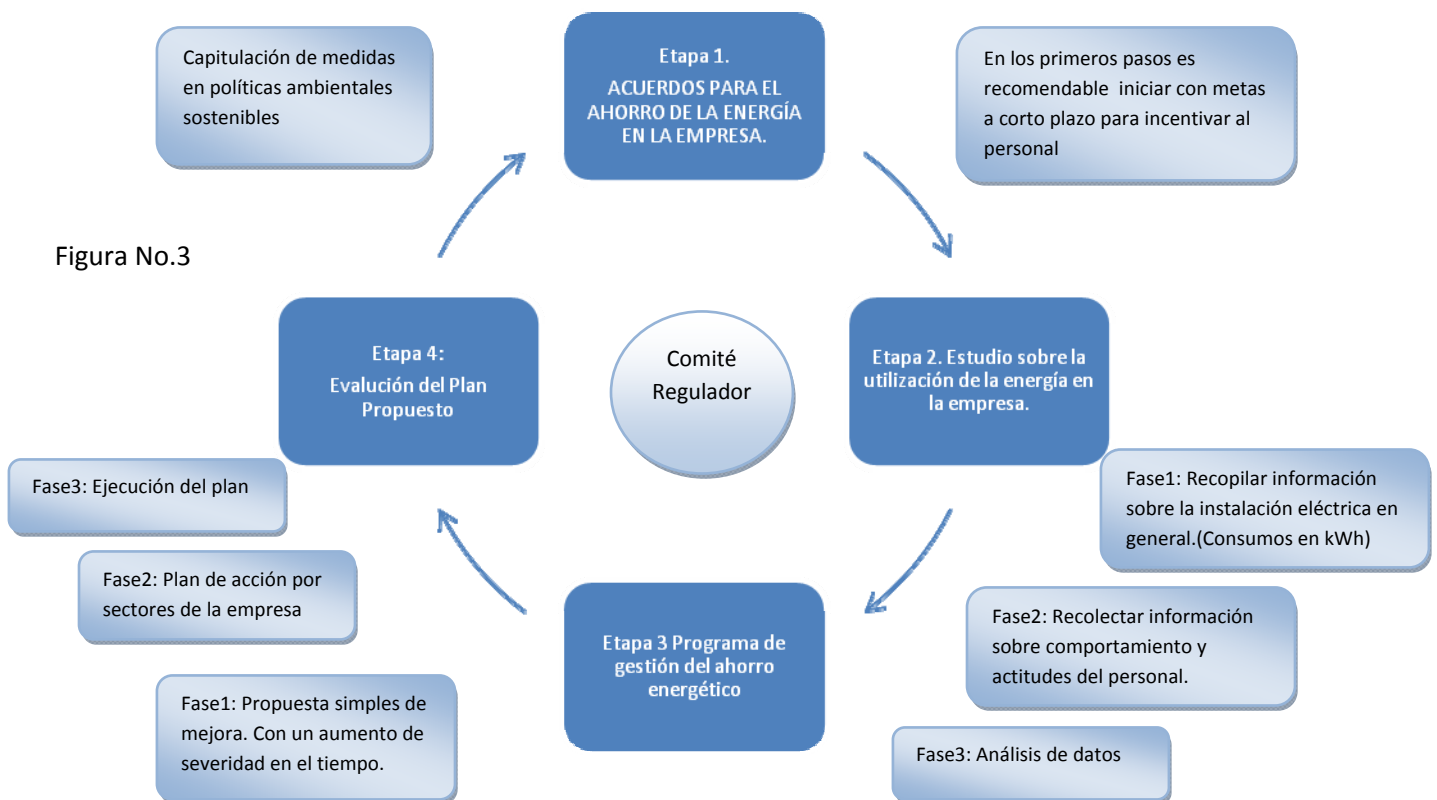 Capitulación de medidas
en políticas ambientales
sostenibles
Etapa 1.
ACUERDOS PARA EL
AHORRO DE LA ENERGÍA
EN LA EMPRESA.
En los primeros pasos es
recomendable iniciar con metas
a corto plazo para incentivar al
personal
Figura No.3
Etapa 4:
Evalución del Plan
Propuesto
Comité
Regulador
Etapa 2. Estudio sobre la
utilización de la energía en
la empresa.
Fase1: Recopilar información
sobre la instalación eléctrica en
general.(Consumos en kWh)
Fase2: Recolectar información
sobre comportamiento y
actitudes del personal.
Fase3: Análisis de datos
Etapa 3 Programa de
gestión del ahorro
energético
Fase1: Propuesta simples de
mejora. Con un aumento de
severidad en el tiempo.
Fase2: Plan de acción por
sectores de la empresa
Fase3: Ejecución del plan